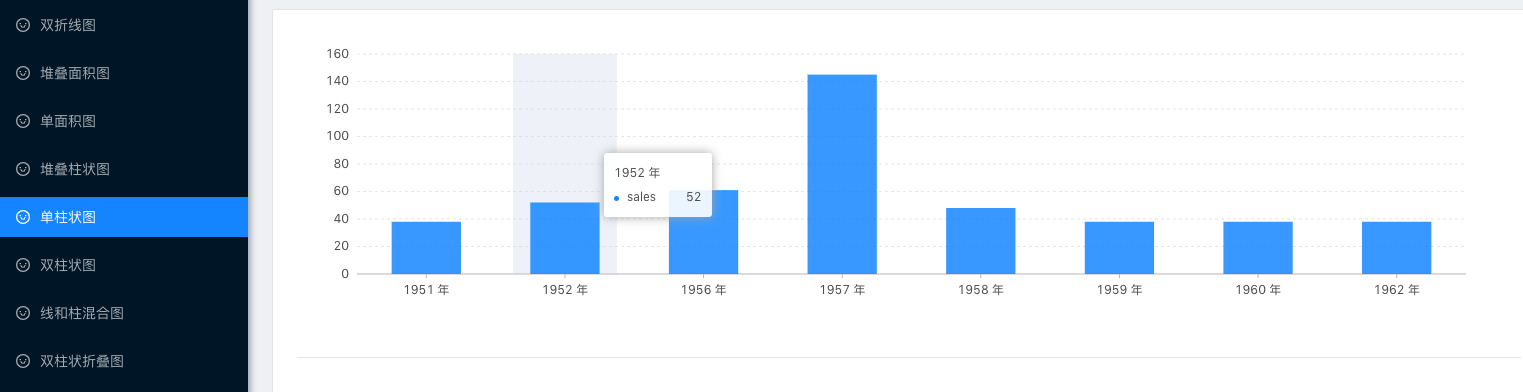 双折线图
堆叠面积图
单面积图
堆叠柱状图
单柱状图
双柱状图
线和柱混合图
双柱状折叠图
160
140
120
100
80
60
40
20
0
1952 年
sales 52
1951 年 1952 年 1956 年 1957 年 1958 年 1959 年 1960 年 1962 年